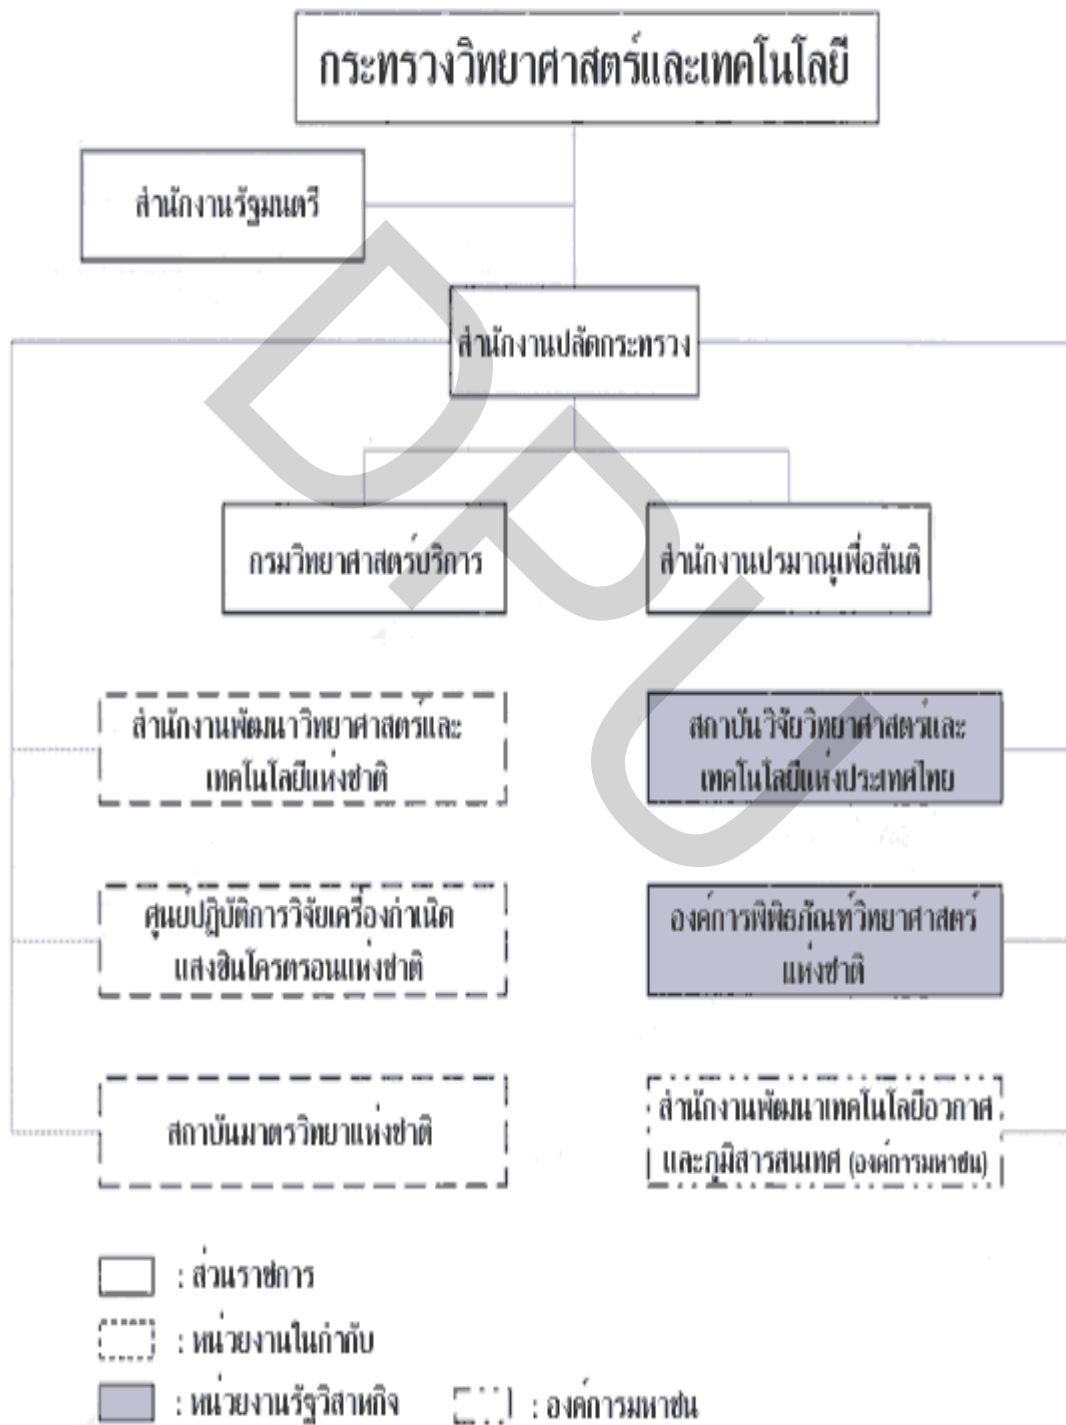 กระทรวงวิทยาศาสตร์และเทคโนโลยี
สำนักงานรัฐมนตรี
สำนักงานปลัดกระทรวง
กรมวิทยาศาสตร์บริการ
สำนักงานปรมาณูเพื่อสันติ
สำนักงานพัฒนาวิทยาศาสตร์และ
เทคโนโลยีแห่งชาติ
สถาบันวิจัยวิทยาศาสตร์และ
เทคโนโลยีแห่งประเทศไทย
ศูนย์ปฏิบัติการวิจัยเครื่องกำเนิด
แสงซินโครตรอนแห่งชาติ
องค์การพิพิธภัณฑ์วิทยาศาสตร์
แห่งชาติ
สถาบันมาตรวิทยาแห่งชาติ
สำนักงานพัฒนาเทคโนโลยีอวกาศ
และภูมิสารสนเทศ (องค์การมหาชน)
: ส่วนราชการ
: หน่วยงานในกำกับ
: หน่วยงานรัฐวิสาหกิจ
: องค์การมหาชน
DPU